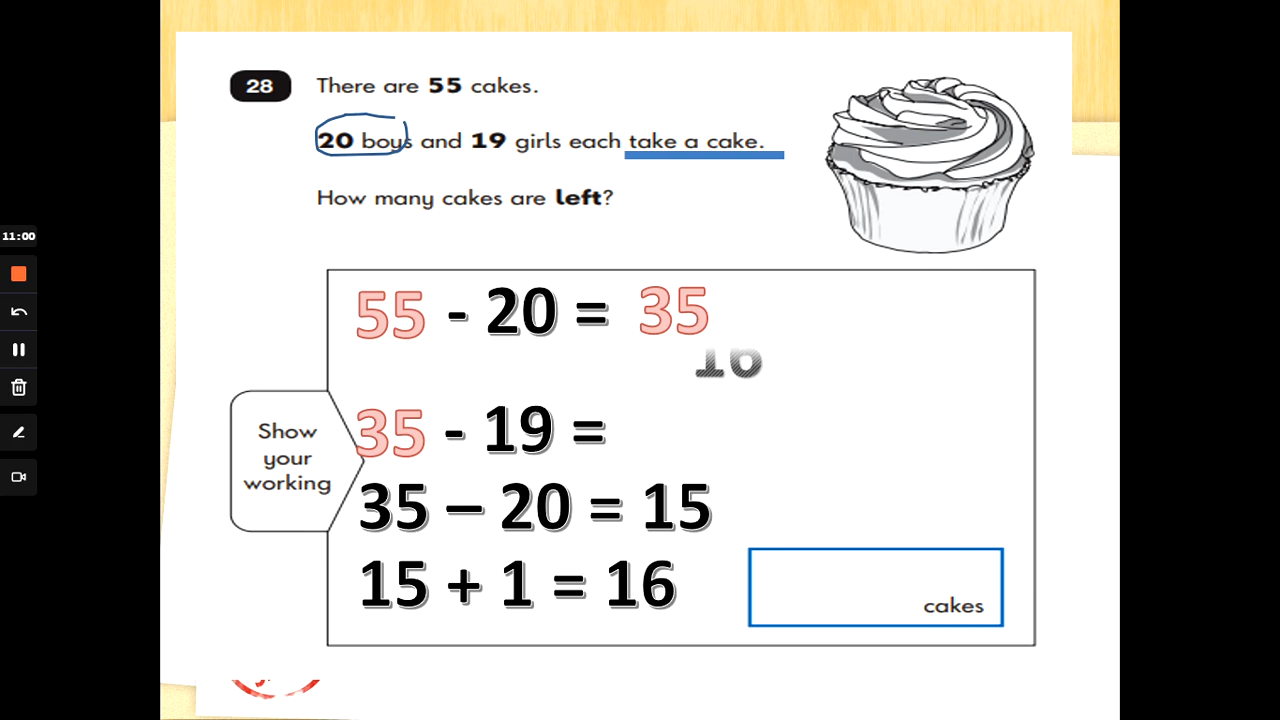 28 There are 55 cakes.
20 boys and 19 girls each take a cake.
How many cakes are left?
11:00
55 - 20 = 35
16
35 - 19 =
Show
your
working
35 – 20 = 15
15 + 1 = 16
cakes